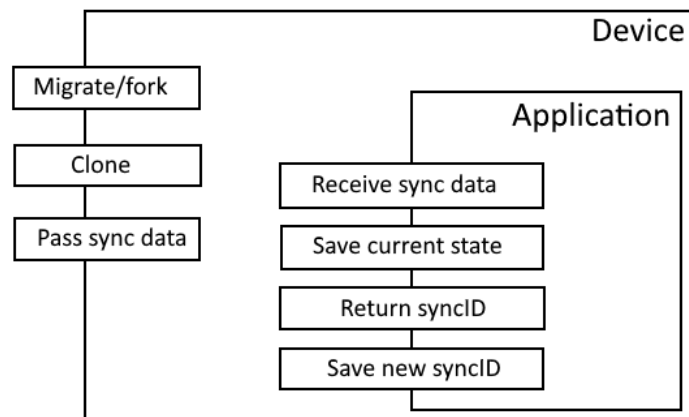 Device
Migrate/fork
Application
Clone
Receive sync data
Pass sync data
Save current state
Return syncID
Save new syncID